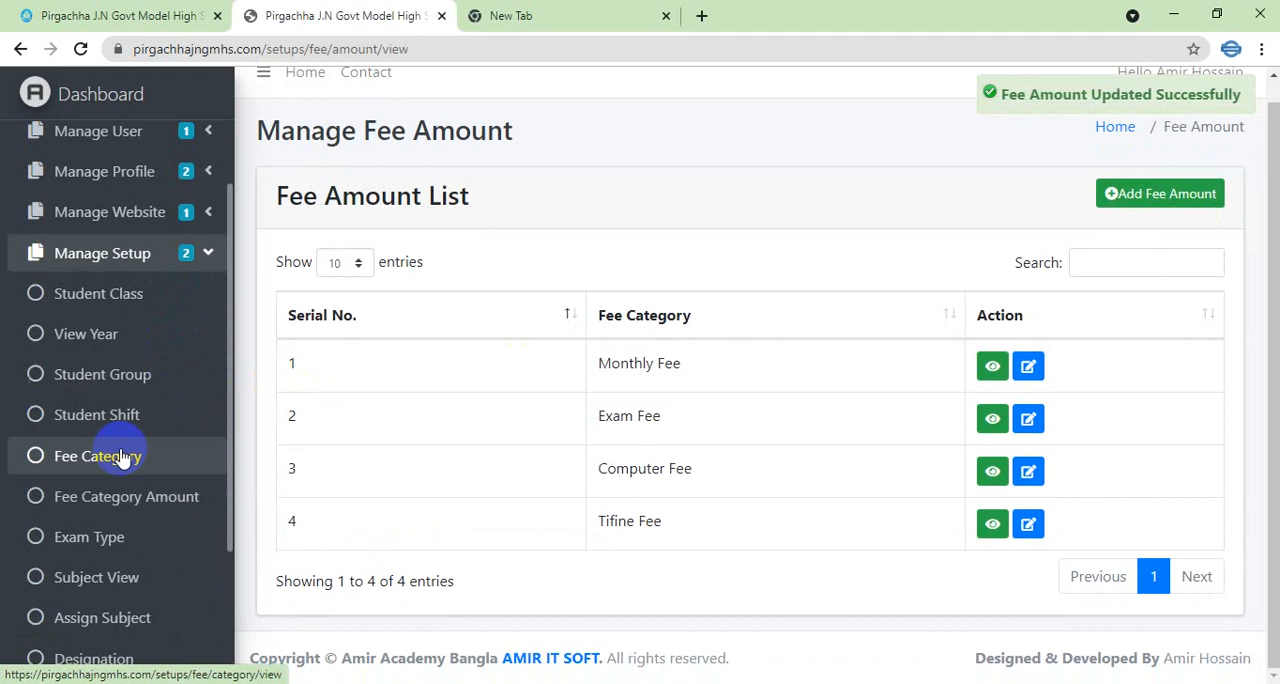 Pirgachha J.N Govt Model High S
Pirgachha J.N Govt Model High S
New Tab
pirgachhajngmhs.com/setups/fee/amount/view
Dashboard
Home Contact
Hello Amir Hossain
Fee Amount Updated Successfully
Manage User 1
Manage Profile 2
Manage Website 1
Manage Setup 2
Student Class
View Year
Student Group
Student Shift
Fee Category
Fee Category Amount
Exam Type
Subject View
Assign Subject
Designation
https://pirgachhajngmhs.com/setups/fee/category/view
Manage Fee Amount
Home / Fee Amount
Fee Amount List
Add Fee Amount
Show 10 entries
Search:
Serial No. Fee Category Action
1 Monthly Fee
2 Exam Fee
3 Computer Fee
4 Tifine Fee
Showing 1 to 4 of 4 entries
Previous 1 Next
Copyright © Amir Academy Bangla AMIR IT SOFT. All rights reserved.
Designed & Developed By Amir Hossain